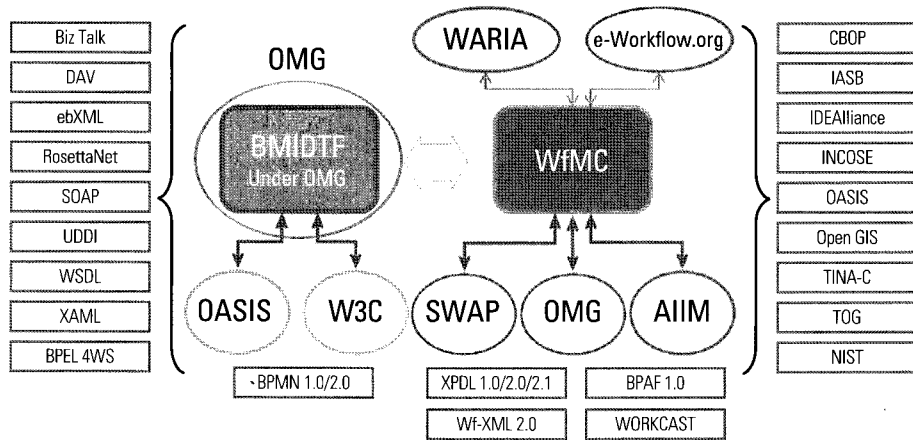 Biz Talk
DAV
ebXML
RosettaNet
SOAP
UDDI
WSDL
XAML
BPEL 4WS
OMG
BMIDTF
Under OMG
OASIS
W3C
BPMN 1.0/2.0
WARIA
e-Workflow.org
WfMC
SWAP
OMG
AIIM
XPDL 1.0/2.0/2.1
BPAF 1.0
Wf-XML 2.0
WORKCAST
CBOP
IASB
IDEAlliance
INCOSE
OASIS
Open GIS
TINA-C
TOG
NIST